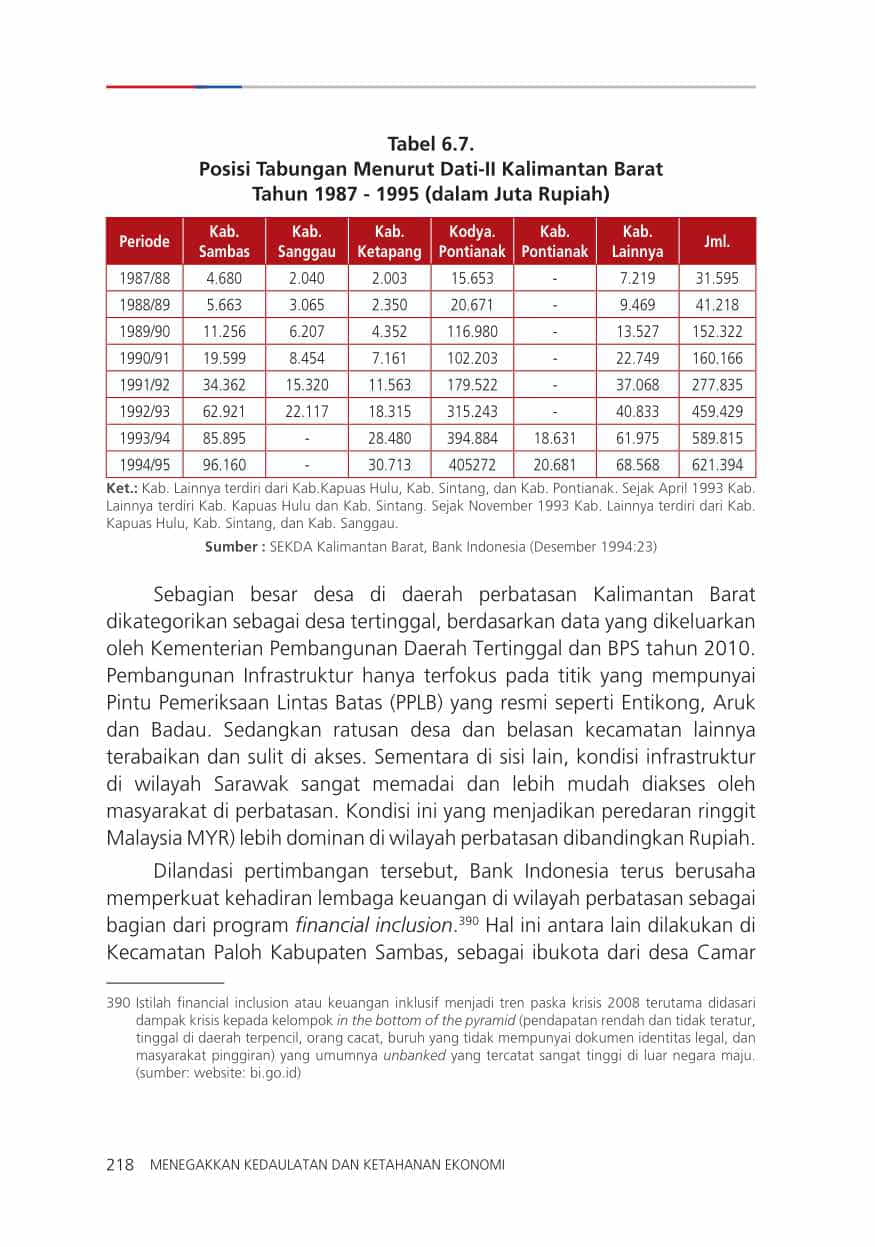 Tabel 6.7.
Posisi Tabungan Menurut Dati-II Kalimantan Barat
Tahun 1987 - 1995 (dalam Juta Rupiah)
Periode Kab. Sambas Kab. Sanggau Kab. Ketapang Kodya. Pontianak Kab. Pontianak Kab. Lainnya Jml.
1987/88 4.680 2.040 2.003 15.653 - 7.219 31.595
1988/89 5.663 3.065 2.350 20.671 - 9.469 41.218
1989/90 11.256 6.207 4.352 116.980 - 13.527 152.322
1990/91 19.599 8.454 7.161 102.203 - 22.749 160.166
1991/92 34.362 15.320 11.563 179.522 - 37.068 277.835
1992/93 62.921 22.117 18.315 315.243 - 40.833 459.429
1993/94 85.895 - 28.480 394.884 18.631 61.975 589.815
1994/95 96.160 - 30.713 405272 20.681 68.568 621.394
Ket.: Kab. Lainnya terdiri dari Kab.Kapuas Hulu, Kab. Sintang, dan Kab. Pontianak. Sejak April 1993 Kab.
Lainnya terdiri Kab. Kapuas Hulu dan Kab. Sintang. Sejak November 1993 Kab. Lainnya terdiri dari Kab.
Kapuas Hulu, Kab. Sintang, dan Kab. Sanggau.
Sumber : SEKDA Kalimantan Barat, Bank Indonesia (Desember 1994:23)
Sebagian besar desa di daerah perbatasan Kalimantan Barat
dikategorikan sebagai desa tertinggal, berdasarkan data yang dikeluarkan
oleh Kementerian Pembangunan Daerah Tertinggal dan BPS tahun 2010.
Pembangunan Infrastruktur hanya terfokus pada titik yang mempunyai
Pintu Pemeriksaan Lintas Batas (PPLB) yang resmi seperti Entikong, Aruk
dan Badau. Sedangkan ratusan desa dan belasan kecamatan lainnya
terabaikan dan sulit di akses. Sementara di sisi lain, kondisi infrastruktur
di wilayah Sarawak sangat memadai dan lebih mudah diakses oleh
masyarakat di perbatasan. Kondisi ini yang menjadikan peredaran ringgit
Malaysia MYR) lebih dominan di wilayah perbatasan dibandingkan Rupiah.
Dilandasi pertimbangan tersebut, Bank Indonesia terus berusaha
memperkuat kehadiran lembaga keuangan di wilayah perbatasan sebagai
bagian dari program financial inclusion.390 Hal ini antara lain dilakukan di
Kecamatan Paloh Kabupaten Sambas, sebagai ibukota dari desa Camar
390 Istilah financial inclusion atau keuangan inklusif menjadi tren paska krisis 2008 terutama didasari
dampak krisis kepada kelompok in the bottom of the pyramid (pendapatan rendah dan tidak teratur,
tinggal di daerah terpencil, orang cacat, buruh yang tidak mempunyai dokumen identitas legal, dan
masyarakat pinggiran) yang umumnya unbanked yang tercatat sangat tinggi di luar negara maju.
(sumber: website: bi.go.id)
218 MENEGAKKAN KEDAULATAN DAN KETAHANAN EKONOMI